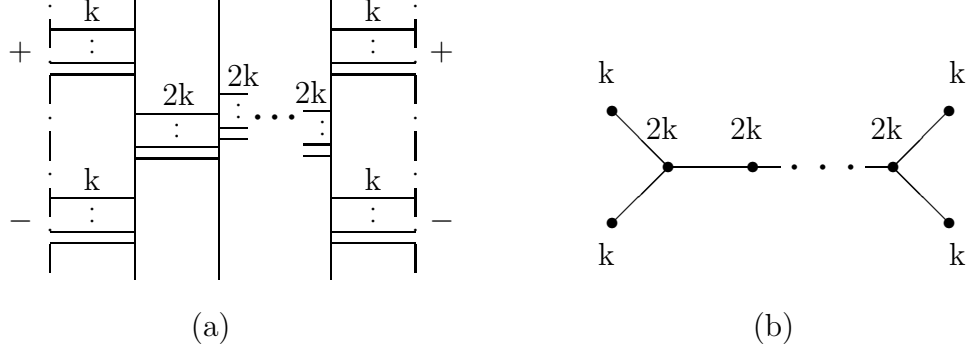 k k k k
+ 2k 2k 2k + 2k 2k 2k
k k
− − k k
(a) (b)